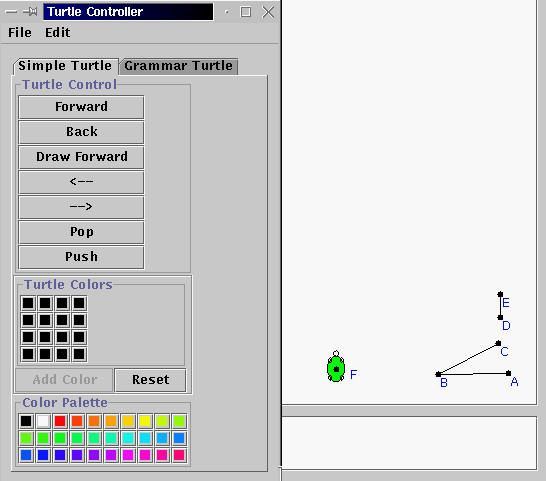 Turtle Controller
File Edit
Simple Turtle Grammar Turtle
Turtle Control
Forward
Back
Draw Forward
<--
-->
Pop
Push
Turtle Colors
Add Color Reset
Color Palette
E
D
C
B
A
F